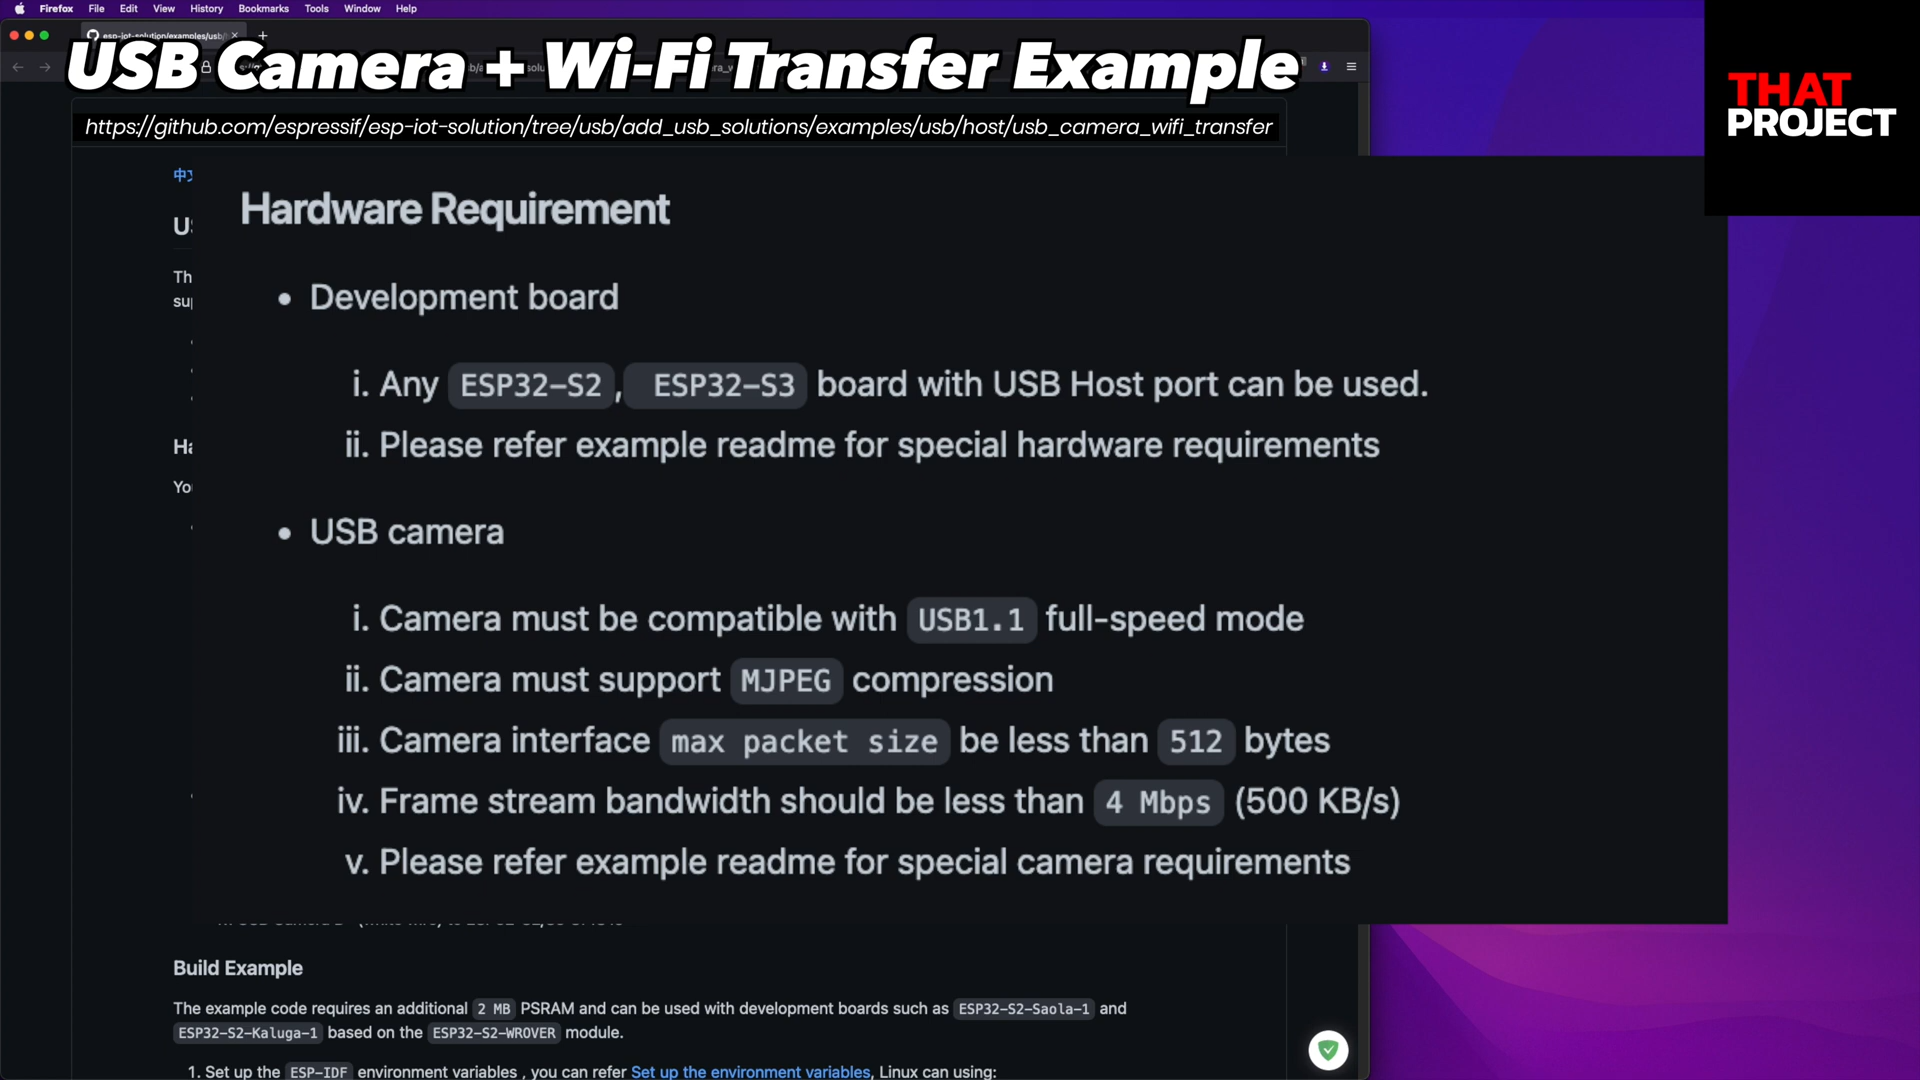 Firefox File Edit View History Bookmarks Tools Window Help
esp-iot-solution/examples/usb/
USB Camera + Wi-Fi Transfer Example
https://github.com/espressif/esp-iot-solution/tree/usb/add_usb_solutions/examples/usb/host/usb_camera_wifi_transfer
THAT
PROJECT
中文
Hardware Requirement
• Development board
i. Any ESP32-S2, ESP32-S3 board with USB Host port can be used.
ii. Please refer example readme for special hardware requirements
• USB camera
i. Camera must be compatible with USB1.1 full-speed mode
ii. Camera must support MJPEG compression
iii. Camera interface max packet size be less than 512 bytes
iv. Frame stream bandwidth should be less than 4 Mbps (500 KB/s)
v. Please refer example readme for special camera requirements
Build Example
The example code requires an additional 2 MB PSRAM and can be used with development boards such as ESP32-S2-Saola-1 and
ESP32-S2-Kaluga-1 based on the ESP32-S2-WROVER module.
1. Set up the ESP-IDF environment variables , you can refer Set up the environment variables, Linux can using: